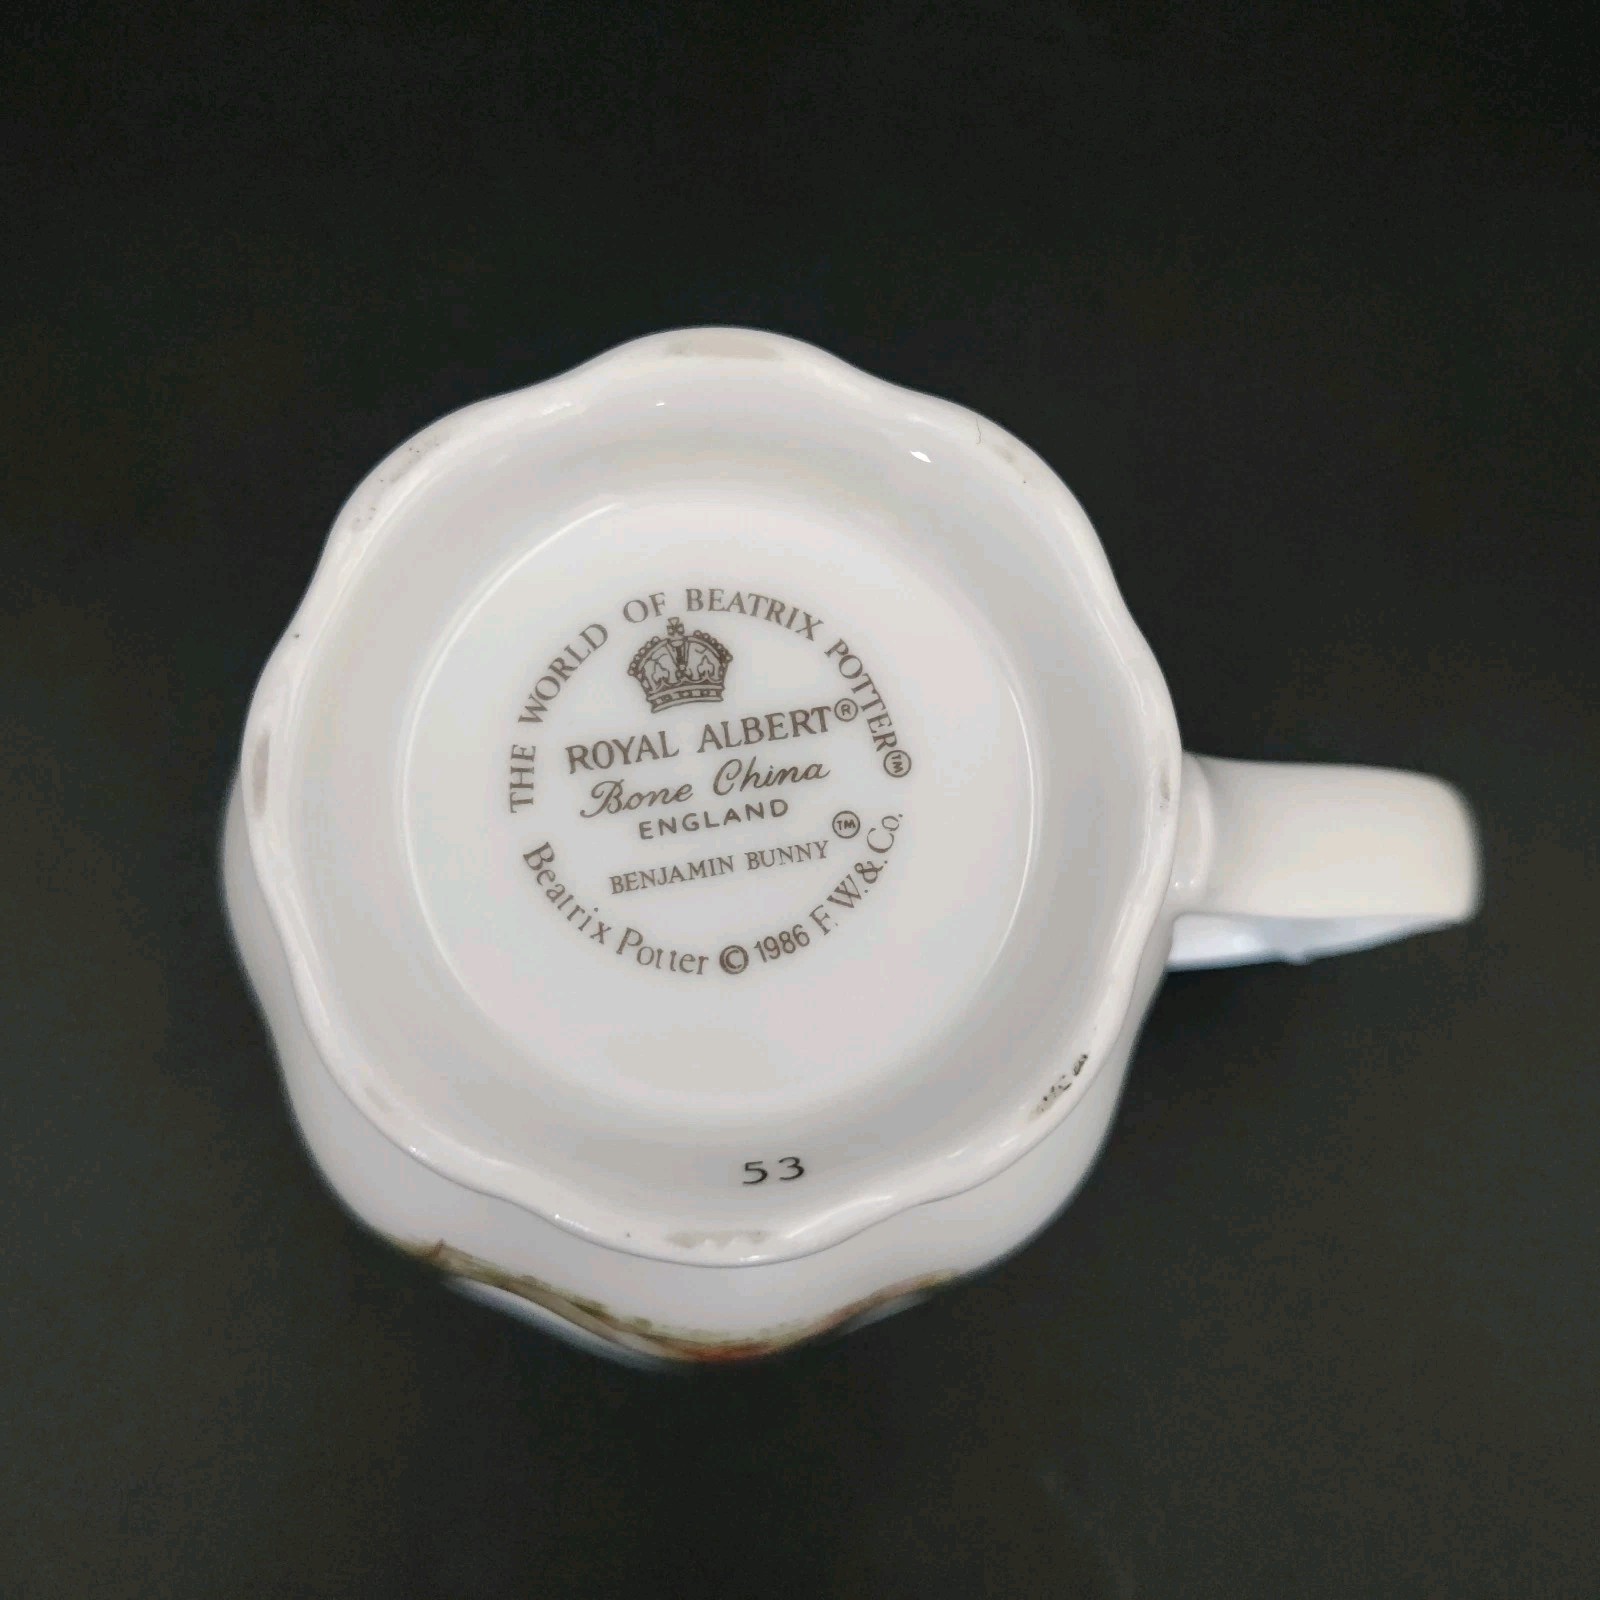 THE WORLD OF BEATRIX POTTER™
ROYAL ALBERT®
Bone China
ENGLAND
BENJAMIN BUNNY™
Beatrix Potter © 1986 F. W. & Co.
53